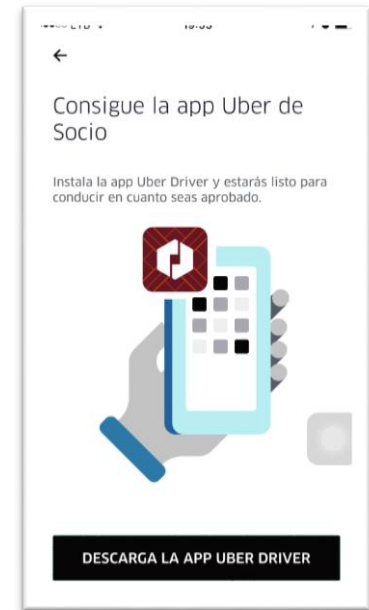 Consigue la app Uber de
Socio
Instala la app Uber Driver y estarás listo para
conducir en cuanto seas aprobado.
DESCARGA LA APP UBER DRIVER